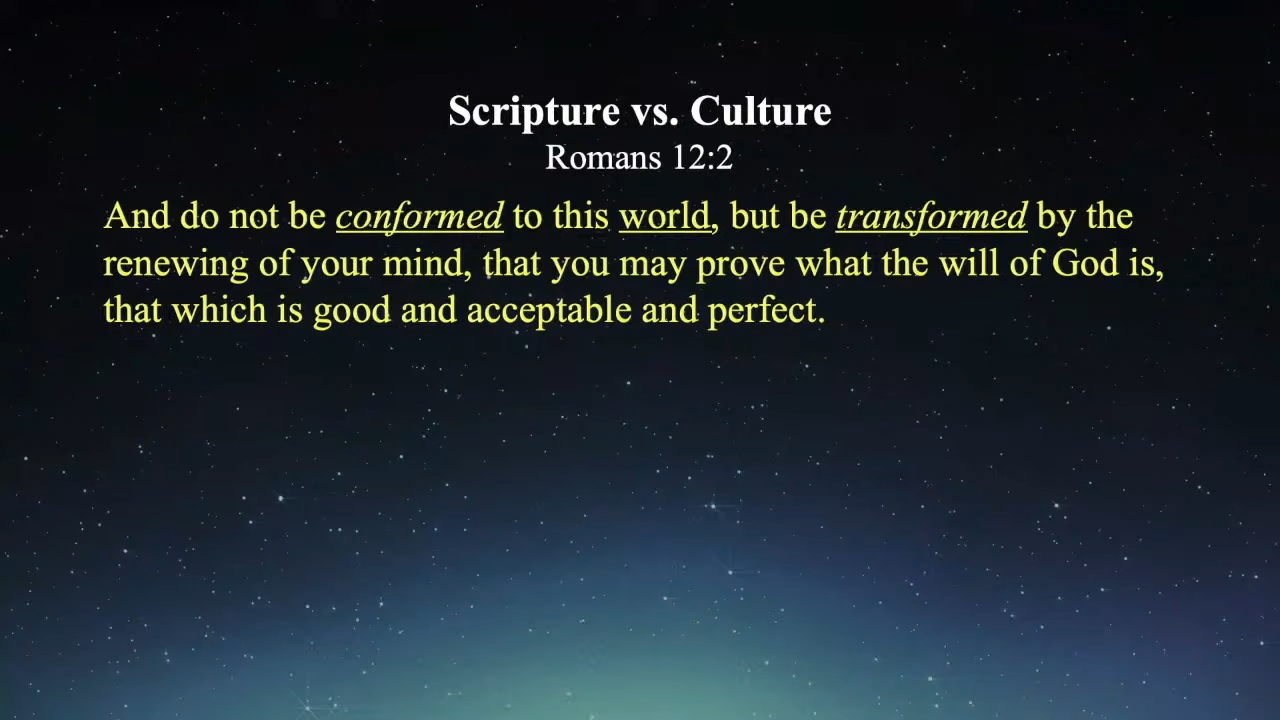 Scripture vs. Culture
Romans 12:2
And do not be conformed to this world, but be transformed by the
renewing of your mind, that you may prove what the will of God is,
that which is good and acceptable and perfect.